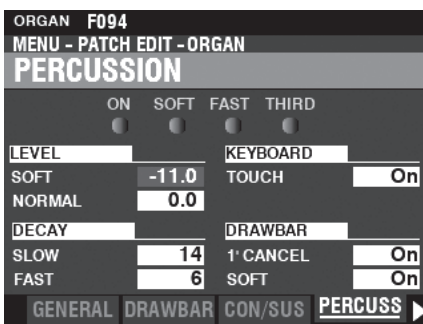 ORGAN F094
MENU - PATCH EDIT - ORGAN
PERCUSSION
ON SOFT FAST THIRD
LEVEL KEYBOARD
SOFT -11.0 TOUCH On
NORMAL 0.0
DECAY DRAWBAR
SLOW 14 1' CANCEL On
FAST 6 SOFT On
GENERAL DRAWBAR CON/SUS PERCUSS